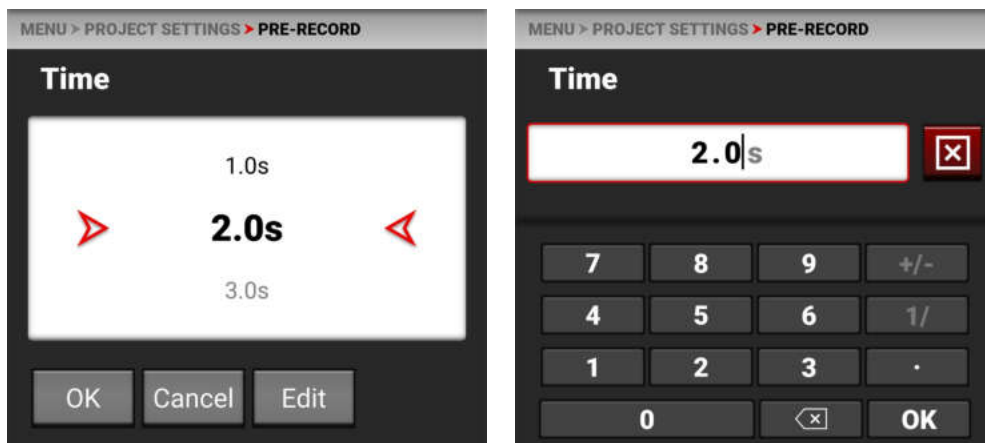 MENU > PROJECT SETTINGS > PRE-RECORD
Time
1.0s
2.0s
3.0s
OK Cancel Edit
MENU > PROJECT SETTINGS > PRE-RECORD
Time
2.0s
7 8 9 +/-
4 5 6 1/
1 2 3 .
0 OK